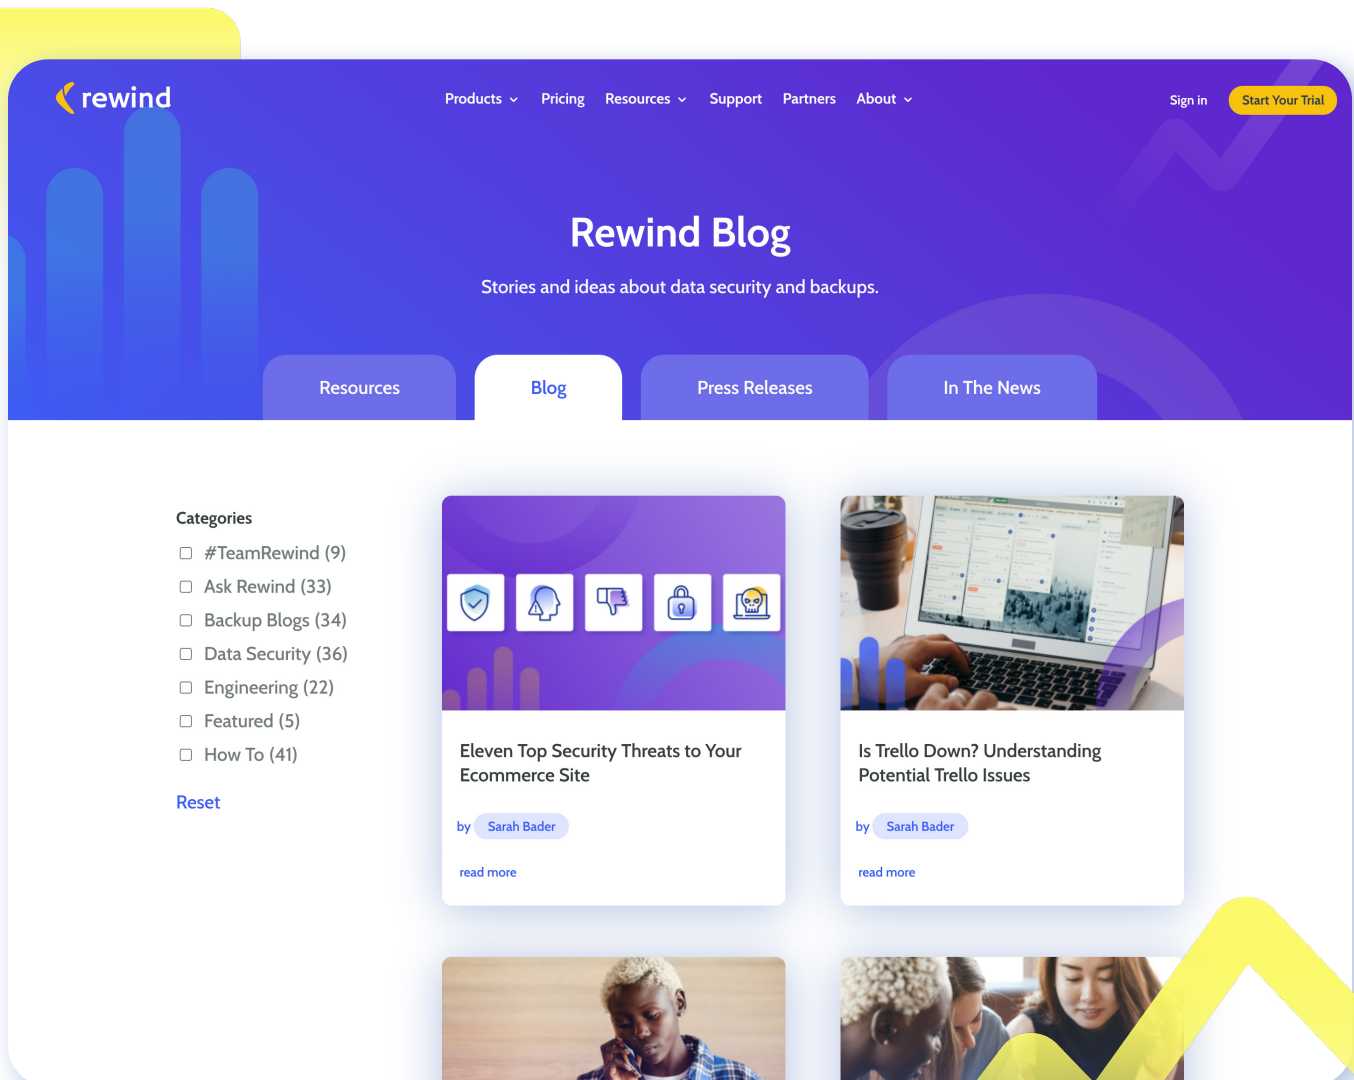 rewind
Products
Pricing
Resources
Support
Partners
About
Sign in
Start Your Trial
Rewind Blog
Stories and ideas about data security and backups.
Resources
Blog
Press Releases
In The News
Categories
#TeamRewind (9)
Ask Rewind (33)
Backup Blogs (34)
Data Security (36)
Engineering (22)
Featured (5)
How To (41)
Reset
Eleven Top Security Threats to Your
Ecommerce Site
by Sarah Bader
read more
Is Trello Down? Understanding
Potential Trello Issues
by Sarah Bader
read more